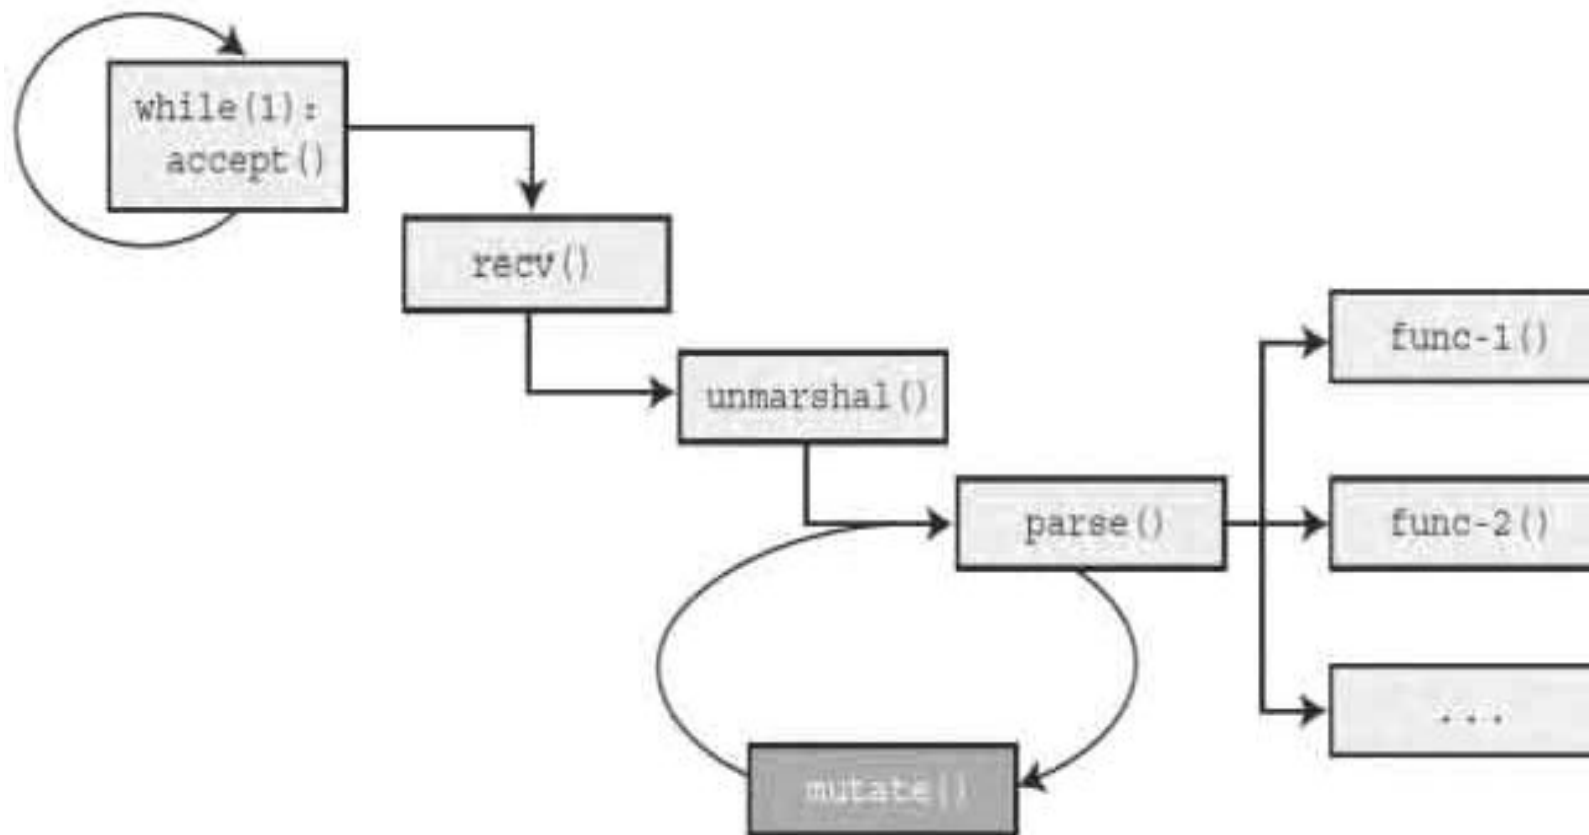 while(1):
accept()
recv()
unmarshal()
parse()
func-1()
func-2()
...
mutate()